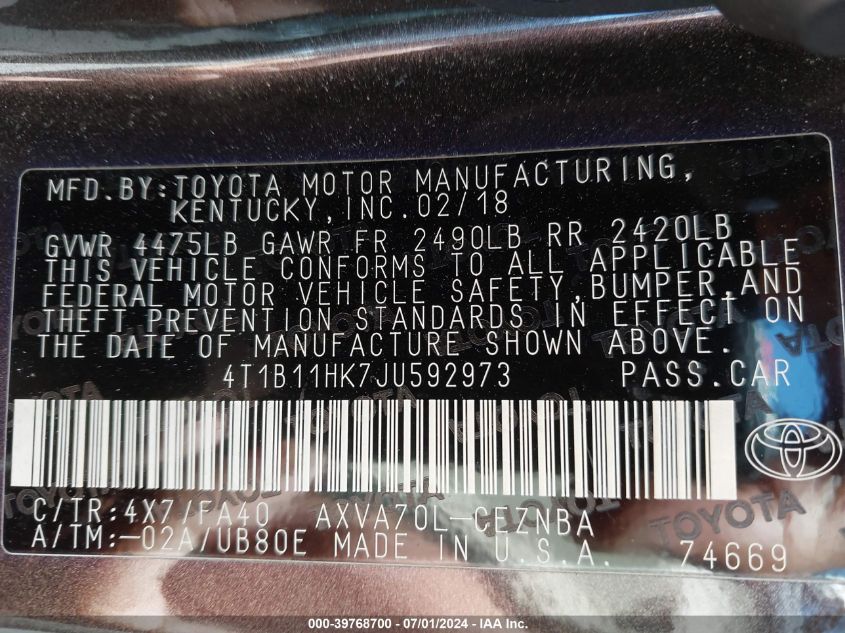 MFD.BY:TOYOTA MOTOR MANUFACTURING,
KENTUCKY,INC.02/18
GVWR 4475LB GAWR FR 2490LB RR 2420LB
THIS VEHICLE CONFORMS TO ALL APPLICABLE
FEDERAL MOTOR VEHICLE SAFETY,BUMPER,AND
THEFT PREVENTION STANDARDS IN EFFECT ON
THE DATE OF MANUFACTURE SHOWN ABOVE.
4T1B11HK7JU592973 PASS.CAR
C/TR:4X7/FA40 AXVA70L-CEZNBA
A/TM:-02A/UB80E MADE IN U.S.A. 74669
TOYOTA
000-39768700 - 07/01/2024 - IAA Inc.